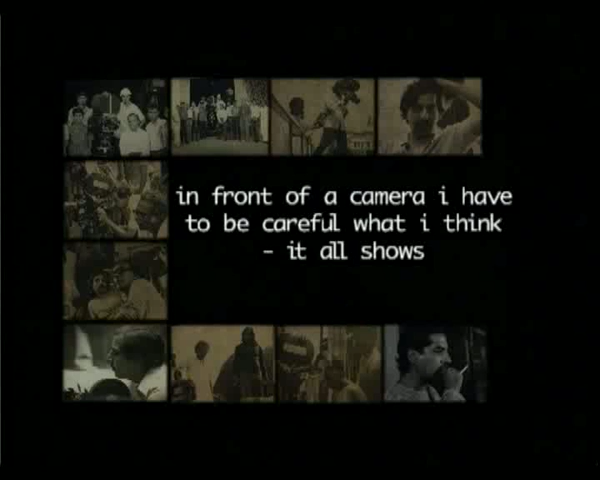 in front of a camera i have
to be careful what i think
- it all shows